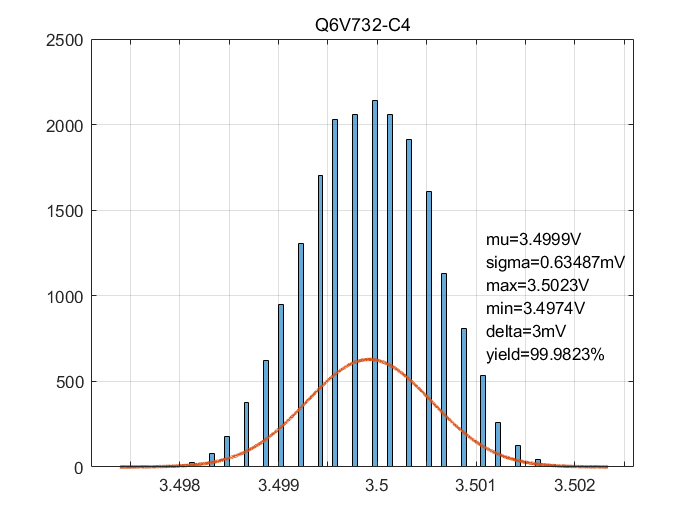 Q6V732-C4
2500
2000
1500
1000
500
0
mu=3.4999V
sigma=0.63487mV
max=3.5023V
min=3.4974V
delta=3mV
yield=99.9823%
3.498 3.499 3.5 3.501 3.502